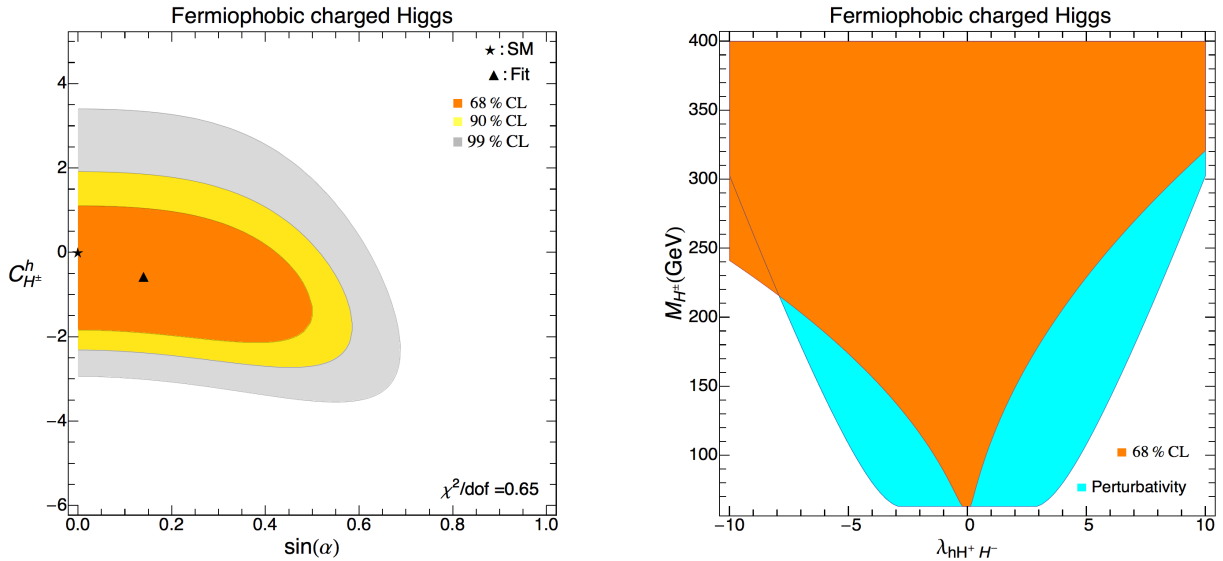 Fermiophobic charged Higgs
★ : SM
▲ : Fit
68 % CL
90 % CL
99 % CL
4
2
0
−2
−4
−6
C^h_{H±}
χ²/dof =0.65
0.0 0.2 0.4 0.6 0.8 1.0
sin(α)
Fermiophobic charged Higgs
400
350
300
250
200
150
100
M_{H±}(GeV)
68 % CL
Perturbativity
−10 −5 0 5 10
λ_{hH⁺ H⁻}